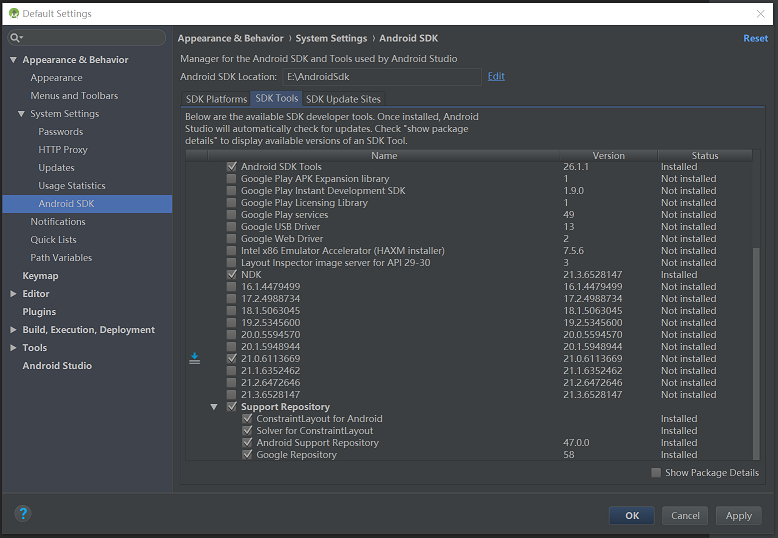 Default Settings
Appearance & Behavior › System Settings › Android SDK
Reset
Appearance & Behavior
Appearance
Menus and Toolbars
System Settings
Passwords
HTTP Proxy
Updates
Usage Statistics
Android SDK
Notifications
Quick Lists
Path Variables
Keymap
Editor
Plugins
Build, Execution, Deployment
Tools
Android Studio
Manager for the Android SDK and Tools used by Android Studio
Android SDK Location: E:\AndroidSdk Edit
SDK Platforms SDK Tools SDK Update Sites
Below are the available SDK developer tools. Once installed, Android
Studio will automatically check for updates. Check "show package
details" to display available versions of an SDK Tool.
Name Version Status
Android SDK Tools 26.1.1 Installed
Google Play APK Expansion library 1 Not installed
Google Play Instant Development SDK 1.9.0 Not installed
Google Play Licensing Library 1 Not installed
Google Play services 49 Not installed
Google USB Driver 13 Not installed
Google Web Driver 2 Not installed
Intel x86 Emulator Accelerator (HAXM installer) 7.5.6 Not installed
Layout Inspector image server for API 29-30 3 Not installed
NDK 21.3.6528147 Installed
16.1.4479499 16.1.4479499 Not installed
17.2.4988734 17.2.4988734 Not installed
18.1.5063045 18.1.5063045 Not installed
19.2.5345600 19.2.5345600 Not installed
20.0.5594570 20.0.5594570 Not installed
20.1.5948944 20.1.5948944 Not installed
21.0.6113669 21.0.6113669 Not installed
21.1.6352462 21.1.6352462 Not installed
21.2.6472646 21.2.6472646 Not installed
21.3.6528147 21.3.6528147 Not installed
Support Repository
ConstraintLayout for Android Installed
Solver for ConstraintLayout Installed
Android Support Repository 47.0.0 Installed
Google Repository 58 Installed
Show Package Details
?
OK Cancel Apply